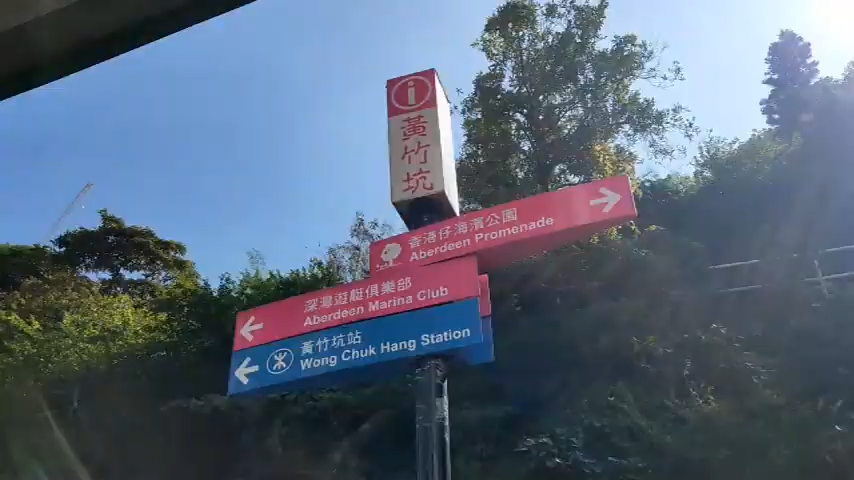 i
黃竹坑
香港仔海濱公園
Aberdeen Promenade
深灣遊艇俱樂部
Aberdeen Marina Club
黃竹坑站
Wong Chuk Hang Station